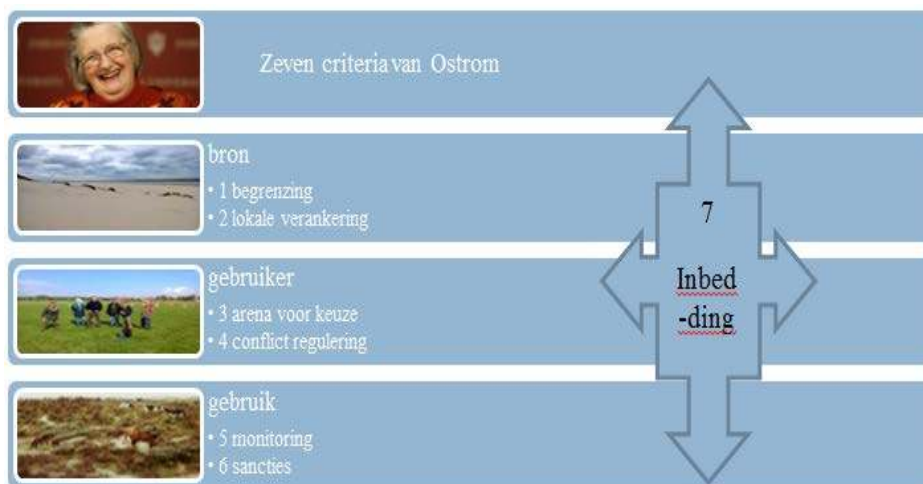 Zeven criteria van Ostrom
bron
• 1 begrenzing
• 2 lokale verankering
gebruiker
• 3 arena voor keuze
• 4 conflict regulering
gebruik
• 5 monitoring
• 6 sancties
7
Inbed
-ding